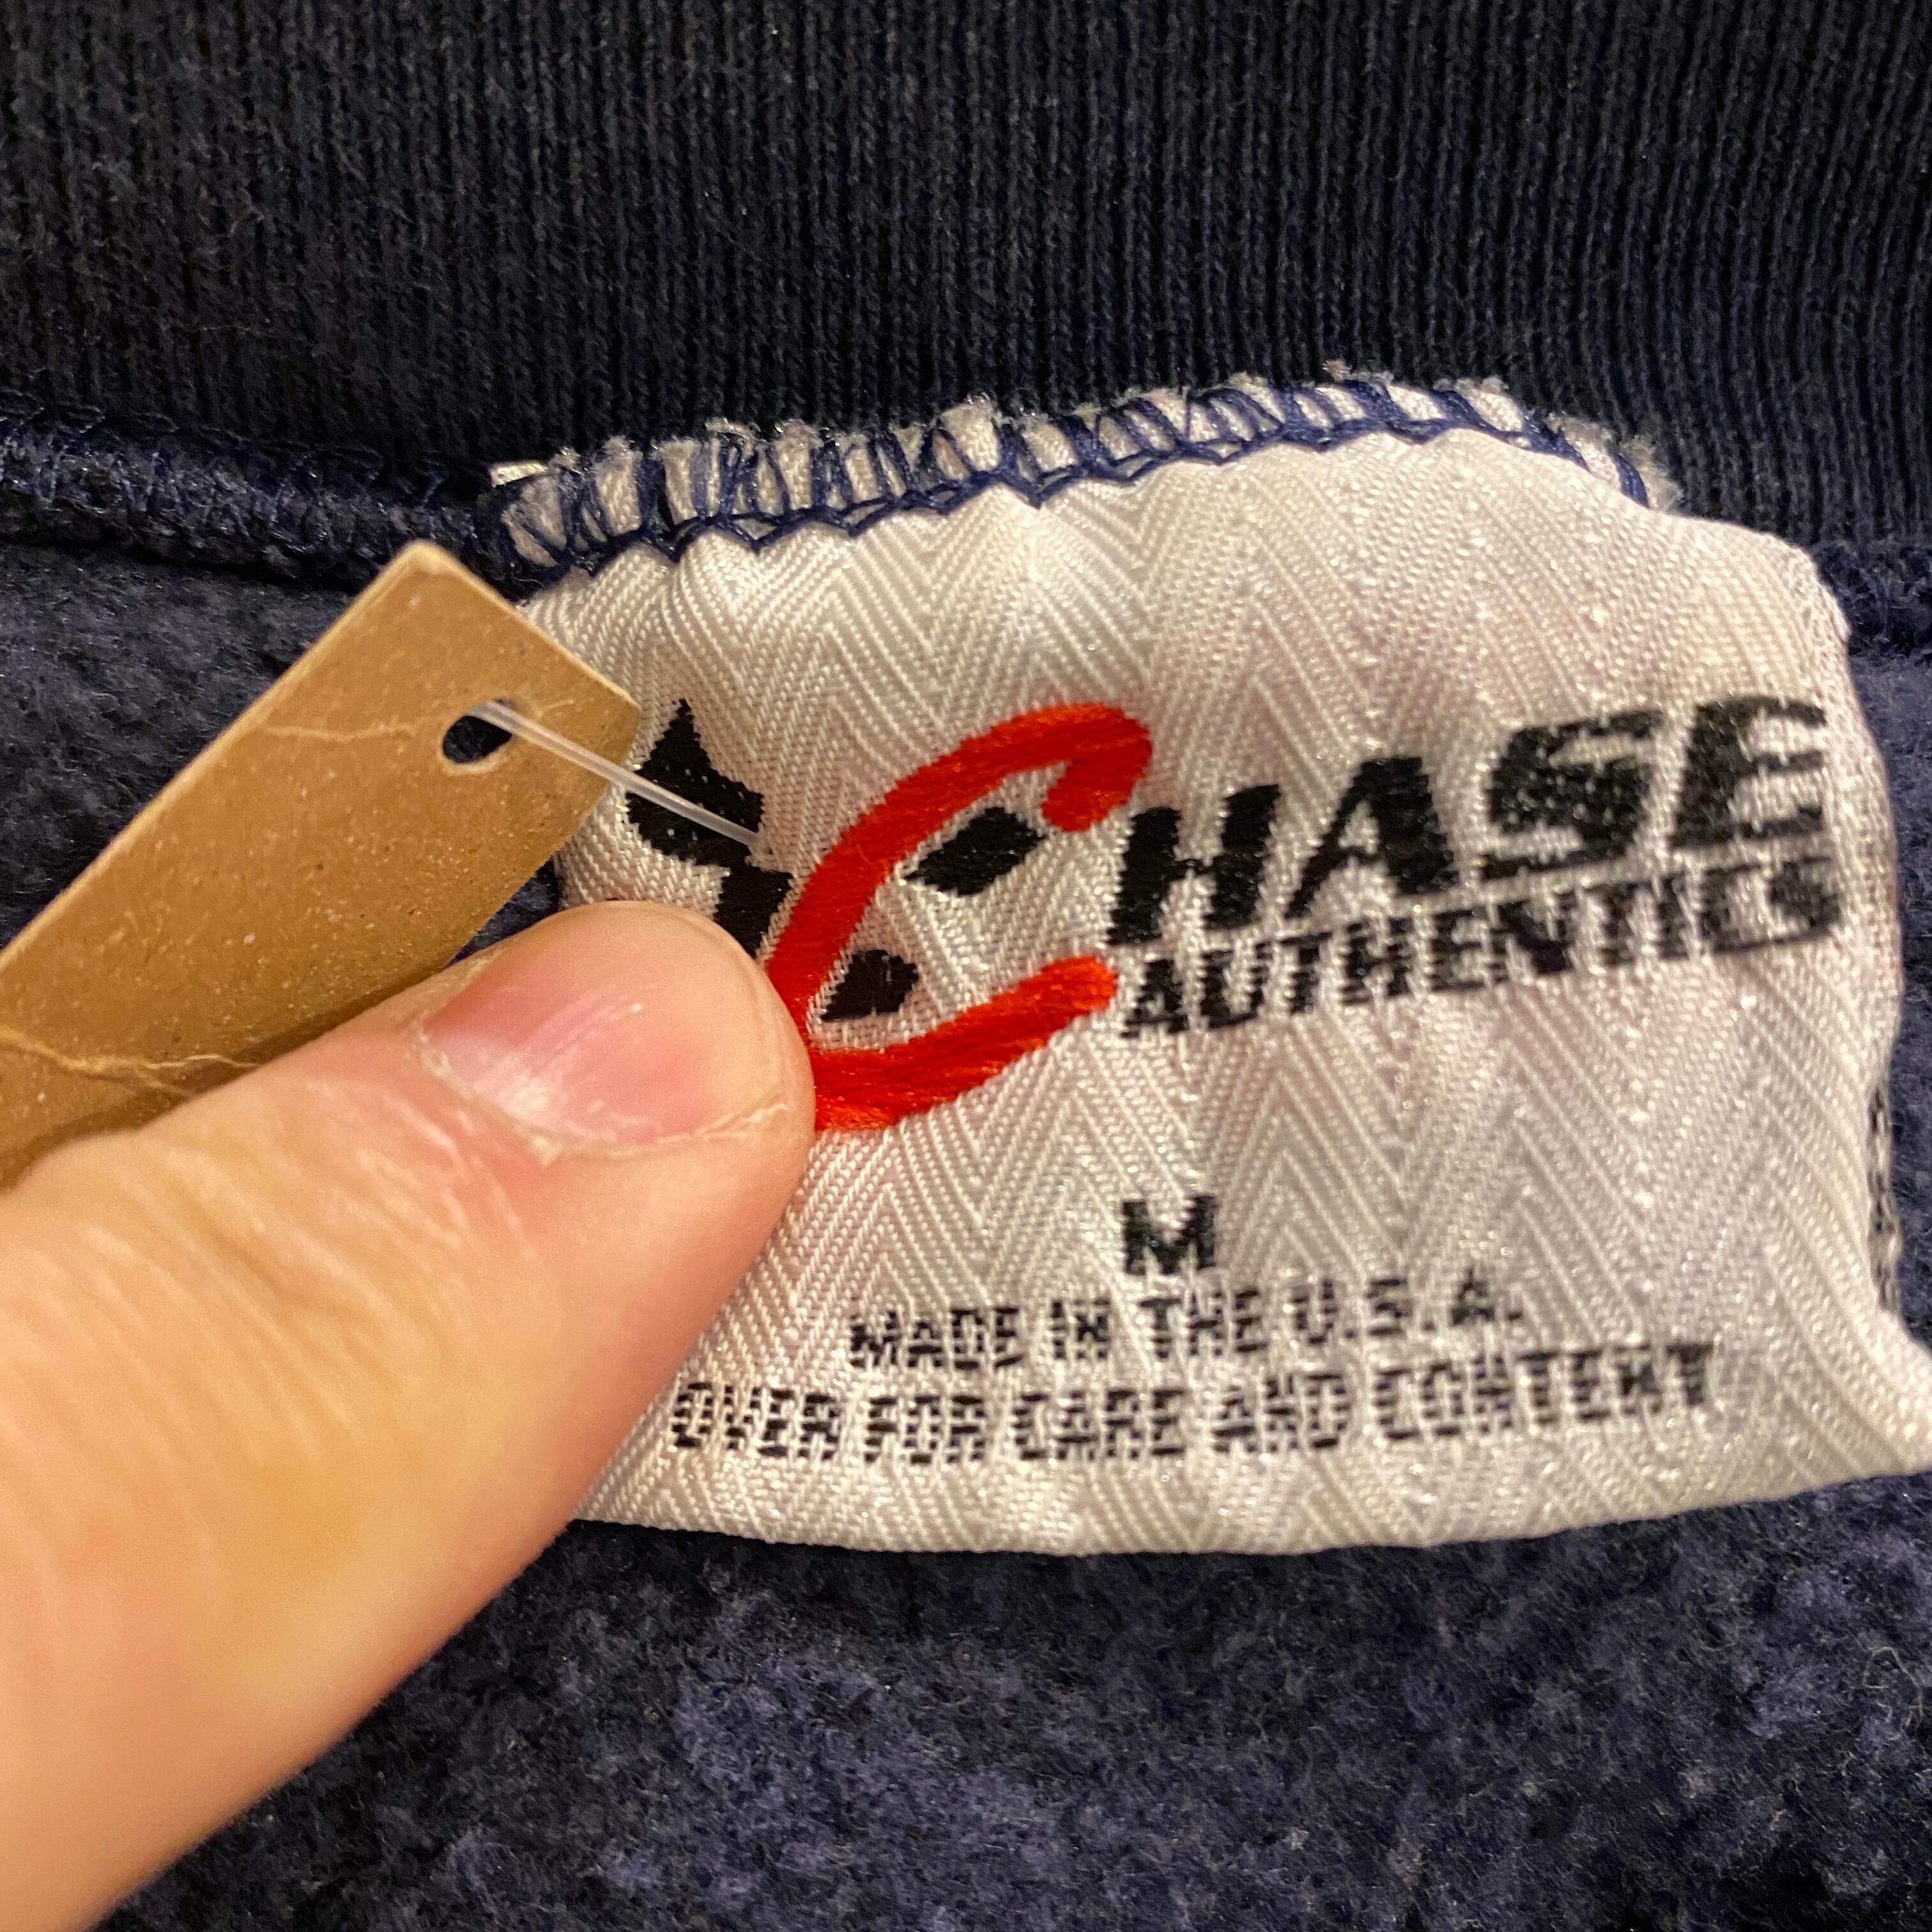 CHASE
AUTHENTICS
M
MADE IN THE U.S.A.
OVER FOR CARE AND CONTENT